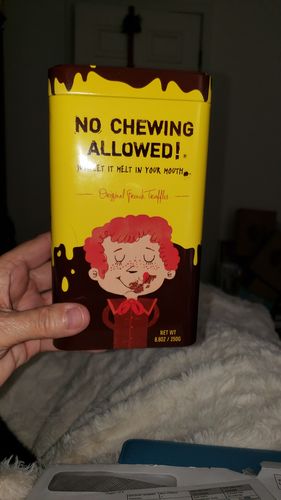 NO CHEWING
ALLOWED!
JUST LET IT MELT IN YOUR MOUTH
Original French Truffles
NET WT
8.8OZ / 250G